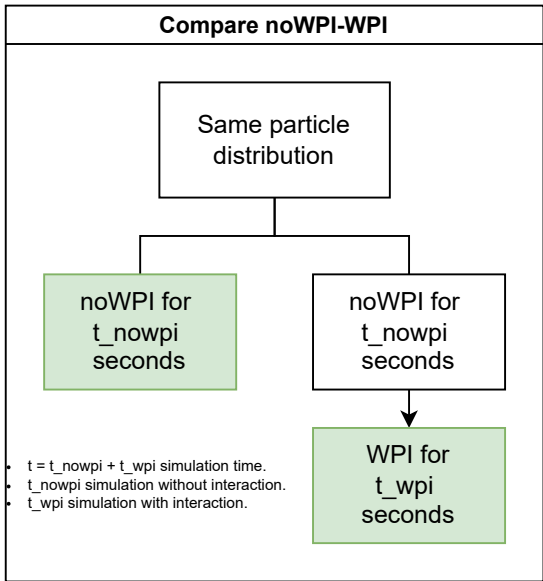 Compare noWPI-WPI
Same particle
distribution
noWPI for
t_nowpi
seconds
noWPI for
t_nowpi
seconds
WPI for
t_wpi
seconds
• t = t_nowpi + t_wpi simulation time.
• t_nowpi simulation without interaction.
• t_wpi simulation with interaction.